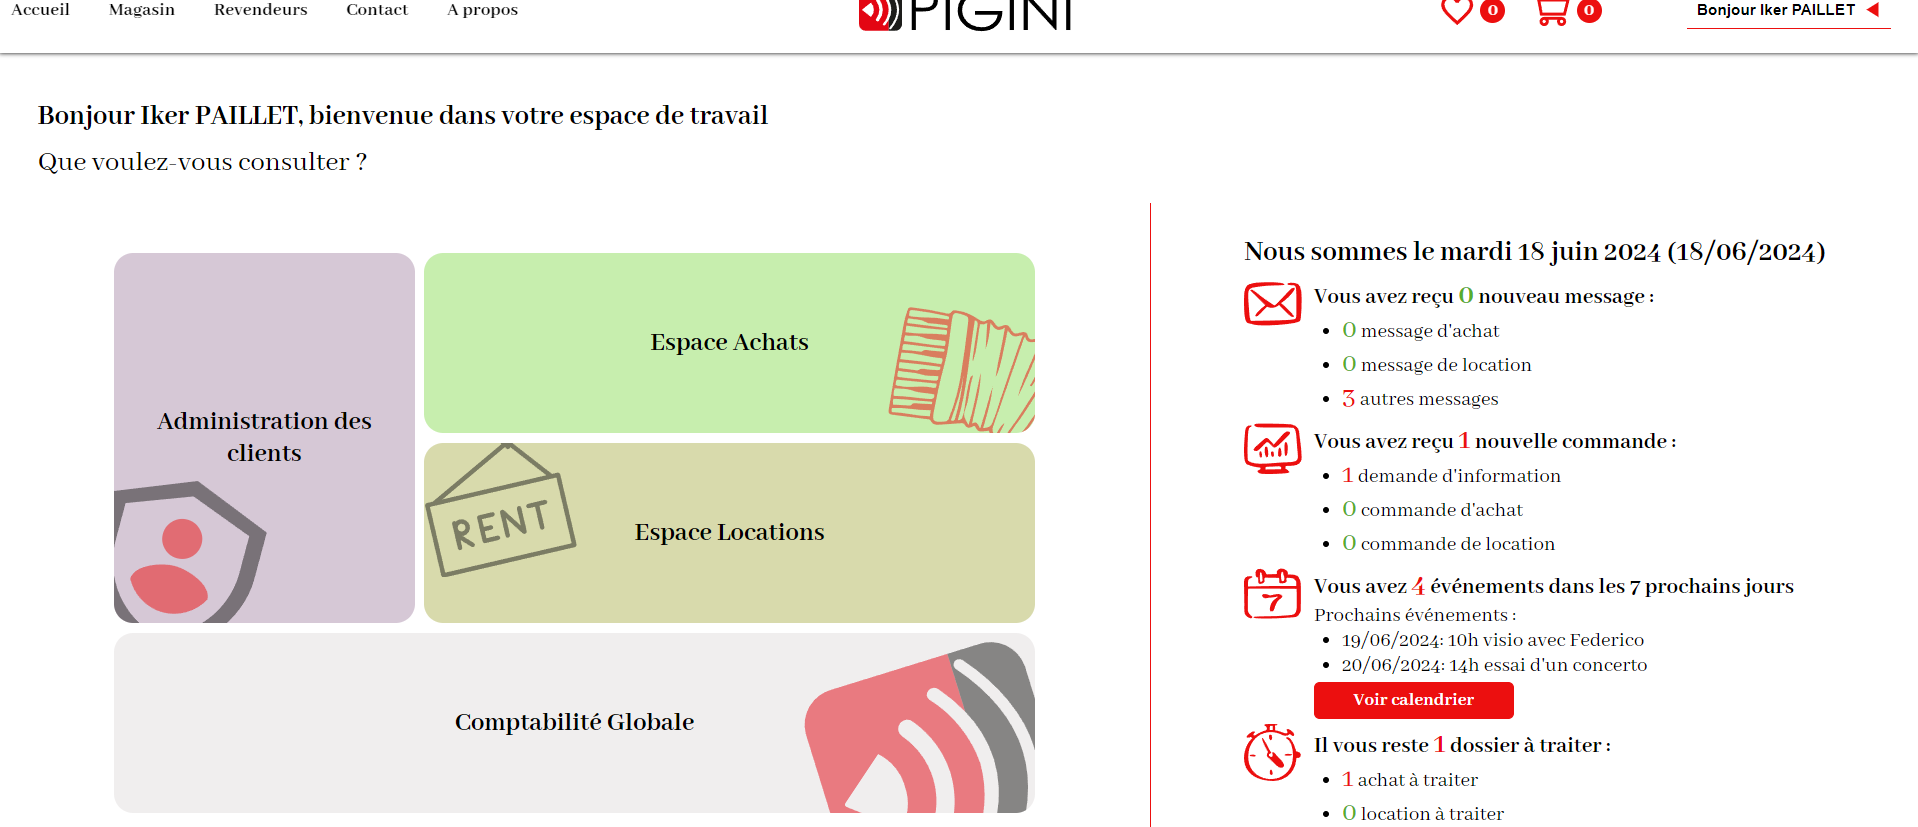 Accueil Magasin Revendeurs Contact A propos PIGINI 0 0 Bonjour Iker PAILLET
Bonjour Iker PAILLET, bienvenue dans votre espace de travail
Que voulez-vous consulter ?
Administration des
clients
Espace Achats
RENT
Espace Locations
Comptabilité Globale
Nous sommes le mardi 18 juin 2024 (18/06/2024)
Vous avez reçu 0 nouveau message :
0 message d'achat
0 message de location
3 autres messages
Vous avez reçu 1 nouvelle commande :
1 demande d'information
0 commande d'achat
0 commande de location
7
Vous avez 4 événements dans les 7 prochains jours
Prochains événements :
19/06/2024: 10h visio avec Federico
20/06/2024: 14h essai d'un concerto
Voir calendrier
Il vous reste 1 dossier à traiter :
1 achat à traiter
0 location à traiter